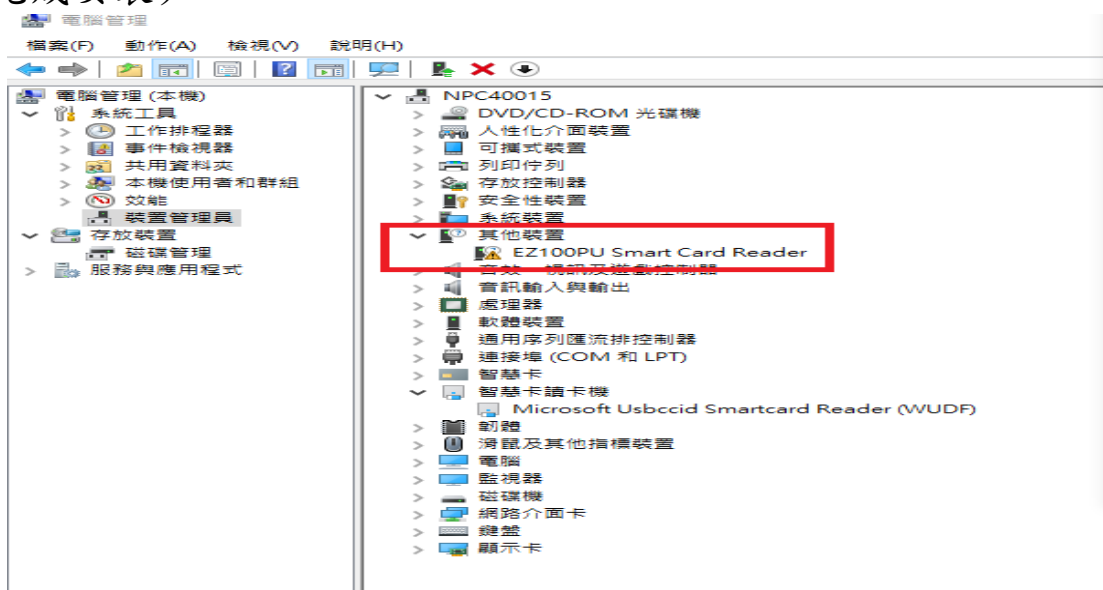 電腦管理
檔案(F) 動作(A) 檢視(V) 說明(H)
電腦管理 (本機)
系統工具
工作排程器
事件檢視器
共用資料夾
本機使用者和群組
效能
裝置管理員
存放裝置
磁碟管理
服務與應用程式
NPC40015
DVD/CD-ROM 光碟機
人性化介面裝置
可攜式裝置
列印佇列
存放控制器
安全性裝置
系統裝置
其他裝置
EZ100PU Smart Card Reader
音效、視訊及遊戲控制器
音訊輸入與輸出
處理器
軟體裝置
通用序列匯流排控制器
連接埠 (COM 和 LPT)
智慧卡
智慧卡讀卡機
Microsoft Usbccid Smartcard Reader (WUDF)
韌體
滑鼠及其他指標裝置
電腦
監視器
磁碟機
網路介面卡
鍵盤
顯示卡